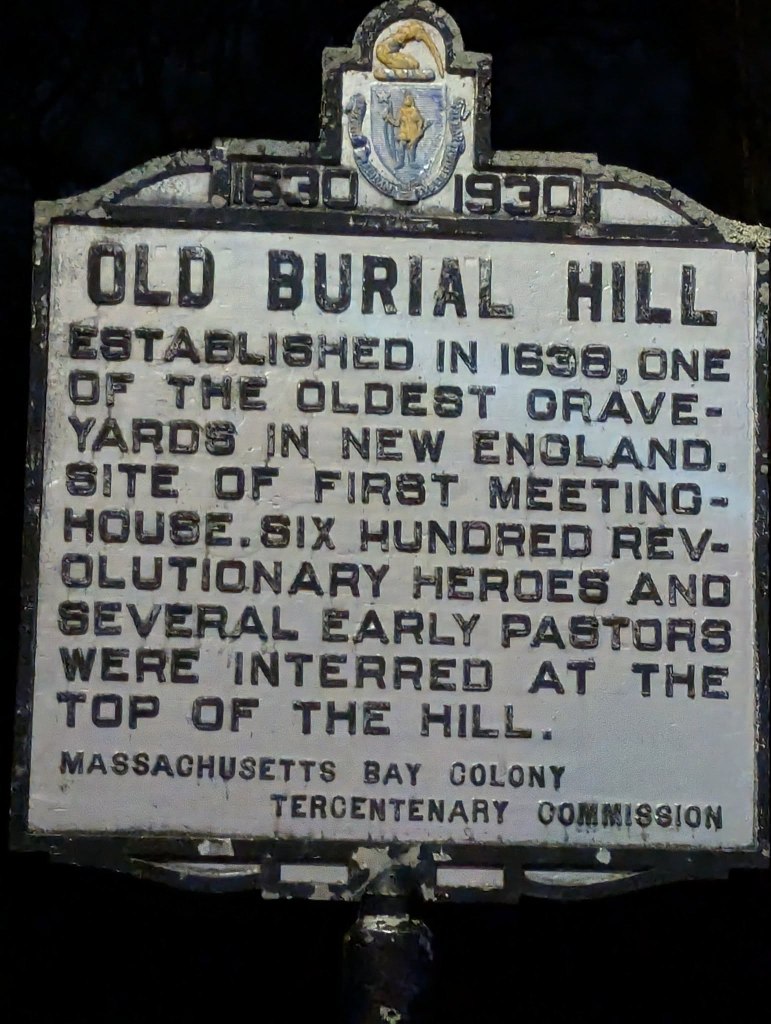 1630 1930
OLD BURIAL HILL
ESTABLISHED IN 1638, ONE
OF THE OLDEST GRAVE-
YARDS IN NEW ENGLAND.
SITE OF FIRST MEETING-
HOUSE. SIX HUNDRED REV-
OLUTIONARY HEROES AND
SEVERAL EARLY PASTORS
WERE INTERRED AT THE
TOP OF THE HILL.
MASSACHUSETTS BAY COLONY
TERCENTENARY COMMISSION